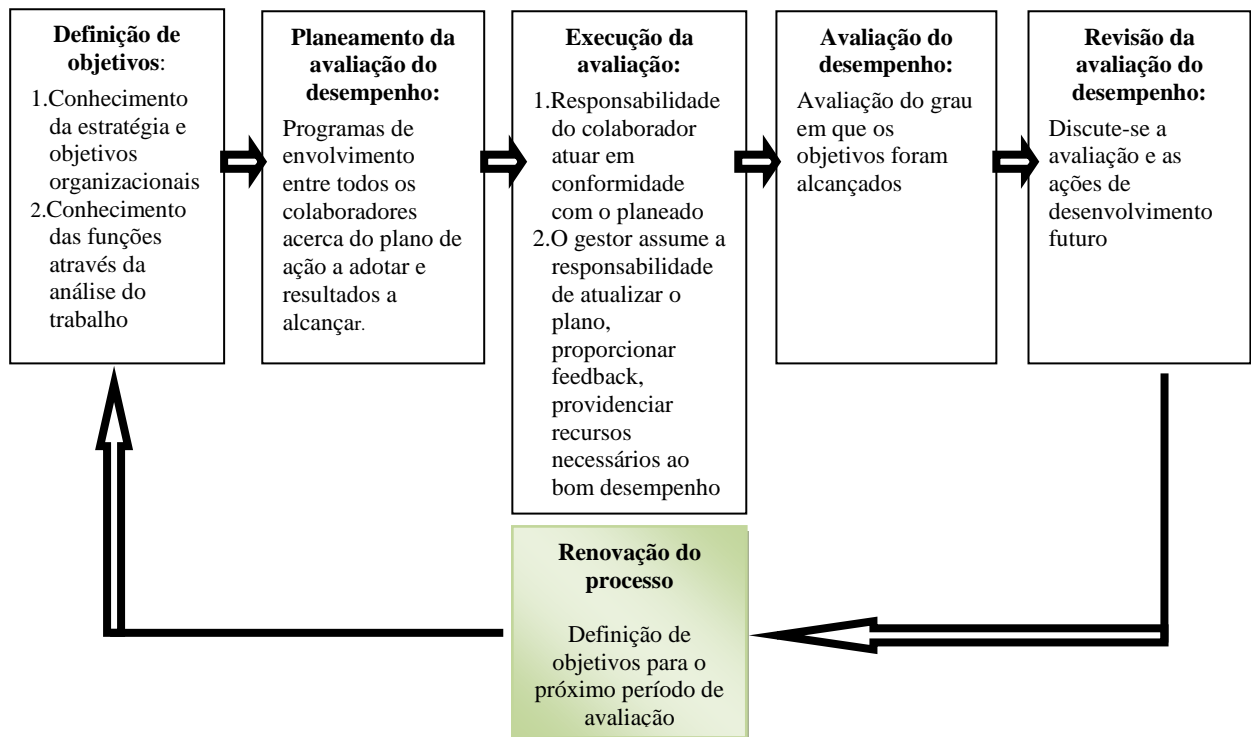 Definição de
objetivos:
1.Conhecimento
da estratégia e
objetivos
organizacionais
2.Conhecimento
das funções
através da
análise do
trabalho
Planeamento da
avaliação do
desempenho:
Programas de
envolvimento
entre todos os
colaboradores
acerca do plano de
ação a adotar e
resultados a
alcançar.
Execução da
avaliação:
1.Responsabilidade
do colaborador
atuar em
conformidade
com o planeado
2.O gestor assume a
responsabilidade
de atualizar o
plano,
proporcionar
feedback,
providenciar
recursos
necessários ao
bom desempenho
Avaliação do
desempenho:
Avaliação do grau
em que os
objetivos foram
alcançados
Revisão da
avaliação do
desempenho:
Discute-se a
avaliação e as
ações de
desenvolvimento
futuro
Renovação do
processo
Definição de
objetivos para o
próximo período de
avaliação